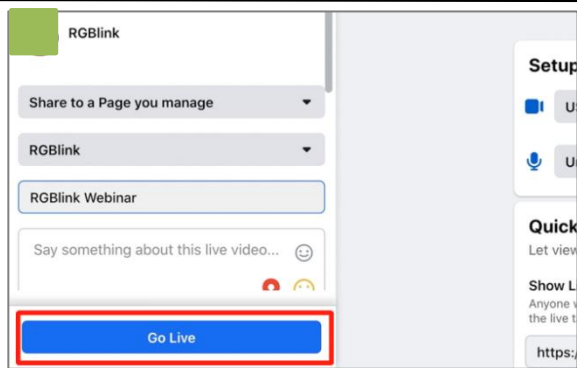 RGBlink
Share to a Page you manage
RGBlink
RGBlink Webinar
Say something about this live video...
Go Live
Setup
Quick
Let view
Show Li
Anyone
the live t
https:/